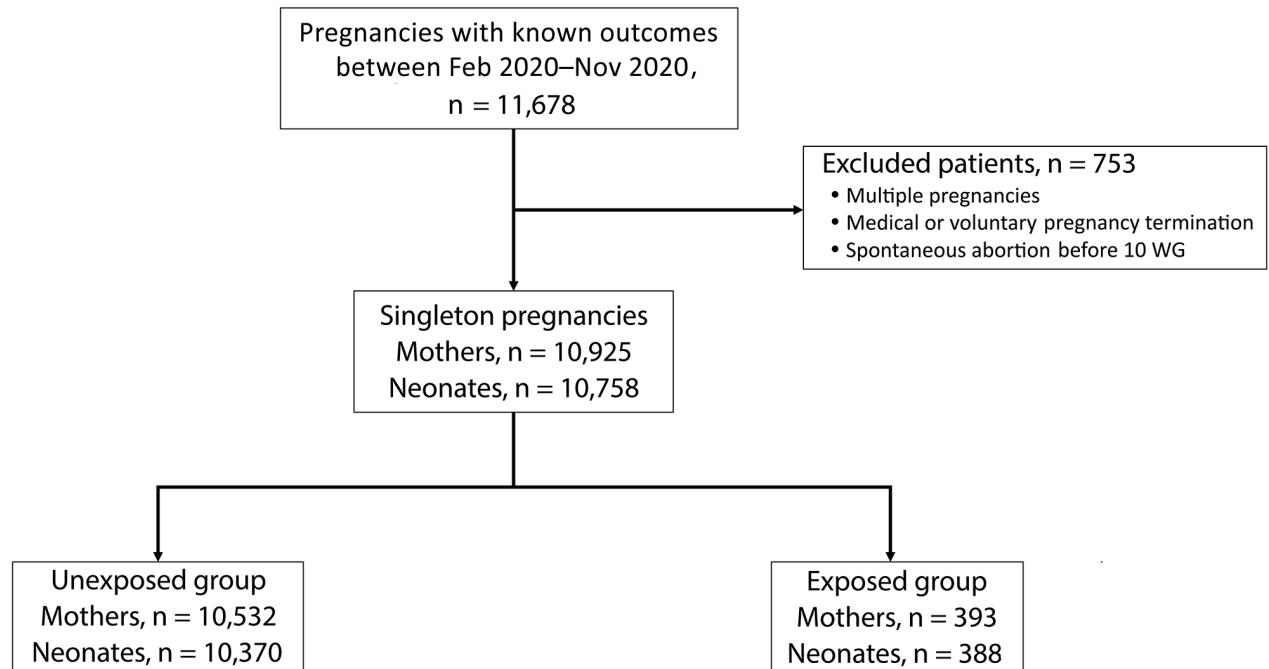 Pregnancies with known outcomes
between Feb 2020–Nov 2020,
n = 11,678
Excluded patients, n = 753
• Multiple pregnancies
• Medical or voluntary pregnancy termination
• Spontaneous abortion before 10 WG
Singleton pregnancies
Mothers, n = 10,925
Neonates, n = 10,758
Unexposed group
Mothers, n = 10,532
Neonates, n = 10,370
Exposed group
Mothers, n = 393
Neonates, n = 388